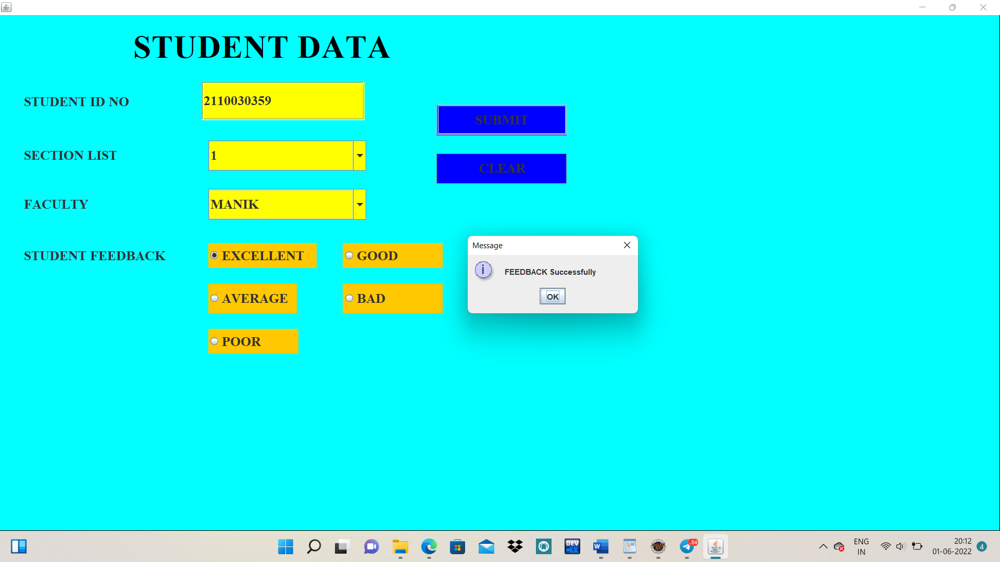 STUDENT DATA
STUDENT ID NO
2110030359
SUBMIT
SECTION LIST
1
CLEAR
FACULTY
MANIK
STUDENT FEEDBACK
EXCELLENT
GOOD
AVERAGE
BAD
POOR
Message
FEEDBACK Successfully
OK
DEV
C++
W
IDE
.84
ENG
IN
20:12
01-06-2022
4